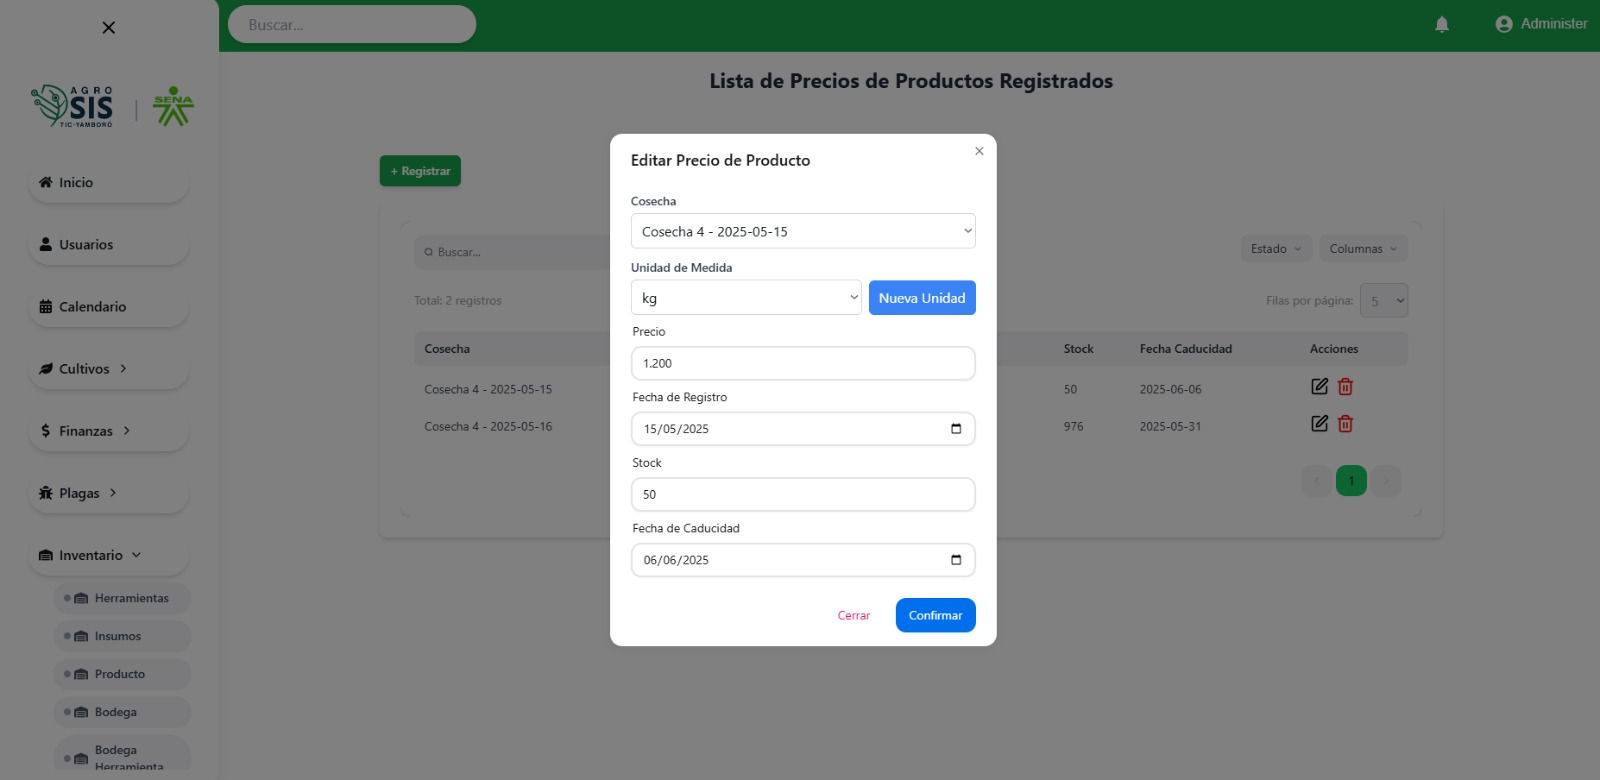 Buscar...
Administer
AGRO
SIS
TIC-YAMBORÓ
SENA
Lista de Precios de Productos Registrados
+ Registrar
Inicio
Usuarios
Calendario
Cultivos
Finanzas
Plagas
Inventario
Herramientas
Insumos
Producto
Bodega
Bodega
Herramienta
Buscar...
Estado
Columnas
Total: 2 registros
Filas por página: 5
Cosecha Stock Fecha Caducidad Acciones
Cosecha 4 - 2025-05-15 50 2025-06-06
Cosecha 4 - 2025-05-16 976 2025-05-31
1
Editar Precio de Producto
Cosecha
Cosecha 4 - 2025-05-15
Unidad de Medida
kg
Nueva Unidad
Precio
1.200
Fecha de Registro
15/05/2025
Stock
50
Fecha de Caducidad
06/06/2025
Cerrar
Confirmar